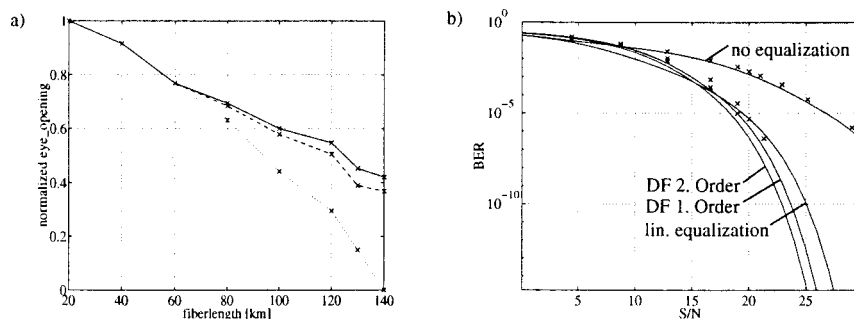 a)
normalized eye_opening
1
0.8
0.6
0.4
0.2
0
20
40
60
80
100
120
140
fiberlength [km]
b)
BER
10^0
10^-5
10^-10
no equalization
DF 2. Order
DF 1. Order
lin. equalization
0
5
10
15
20
25
S/N